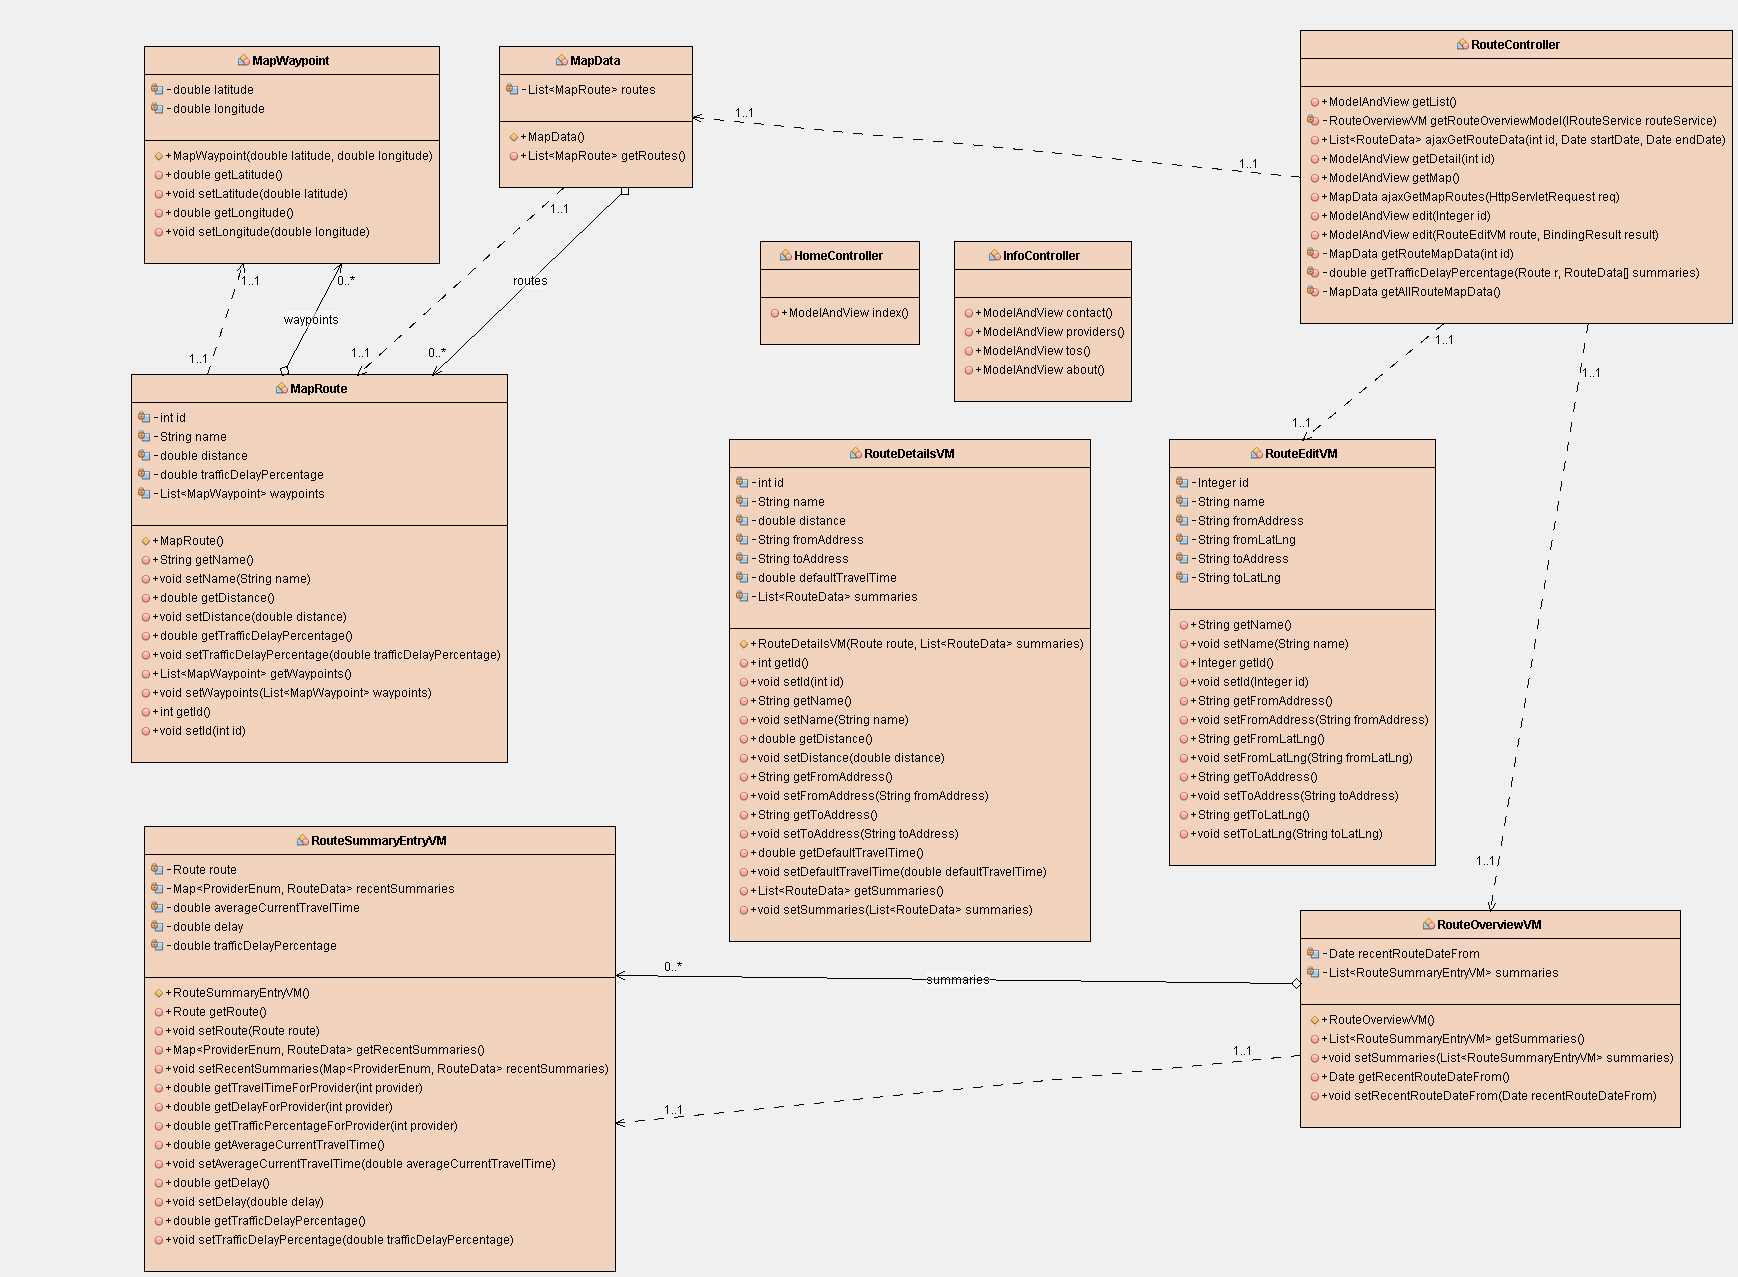 MapWaypoint
-double latitude
-double longitude
+MapWaypoint(double latitude, double longitude)
+double getLatitude()
+void setLatitude(double latitude)
+double getLongitude()
+void setLongitude(double longitude)
MapData
-List<MapRoute> routes
+MapData()
+List<MapRoute> getRoutes()
RouteController
+ModelAndView getList()
-RouteOverviewVM getRouteOverviewModel(IRouteService routeService)
+List<RouteData> ajaxGetRouteData(int id, Date startDate, Date endDate)
+ModelAndView getDetail(int id)
+ModelAndView getMap()
+MapData ajaxGetMapRoutes(HttpServletRequest req)
+ModelAndView edit(Integer id)
+ModelAndView edit(RouteEditVM route, BindingResult result)
-MapData getRouteMapData(int id)
-double getTrafficDelayPercentage(Route r, RouteData[] summaries)
-MapData getAllRouteMapData()
1..1
1..1
1..1
routes
1..1
0..*
1..1
0..*
waypoints
1..1
HomeController
+ModelAndView index()
InfoController
+ModelAndView contact()
+ModelAndView providers()
+ModelAndView tos()
+ModelAndView about()
1..1
1..1
1..1
1..1
MapRoute
-int id
-String name
-double distance
-double trafficDelayPercentage
-List<MapWaypoint> waypoints
+MapRoute()
+String getName()
+void setName(String name)
+double getDistance()
+void setDistance(double distance)
+double getTrafficDelayPercentage()
+void setTrafficDelayPercentage(double trafficDelayPercentage)
+List<MapWaypoint> getWaypoints()
+void setWaypoints(List<MapWaypoint> waypoints)
+int getId()
+void setId(int id)
RouteDetailsVM
-int id
-String name
-double distance
-String fromAddress
-String toAddress
-double defaultTravelTime
-List<RouteData> summaries
+RouteDetailsVM(Route route, List<RouteData> summaries)
+int getId()
+void setId(int id)
+String getName()
+void setName(String name)
+double getDistance()
+void setDistance(double distance)
+String getFromAddress()
+void setFromAddress(String fromAddress)
+String getToAddress()
+void setToAddress(String toAddress)
+double getDefaultTravelTime()
+void setDefaultTravelTime(double defaultTravelTime)
+List<RouteData> getSummaries()
+void setSummaries(List<RouteData> summaries)
RouteEditVM
-Integer id
-String name
-String fromAddress
-String fromLatLng
-String toAddress
-String toLatLng
+String getName()
+void setName(String name)
+Integer getId()
+void setId(Integer id)
+String getFromAddress()
+void setFromAddress(String fromAddress)
+String getFromLatLng()
+void setFromLatLng(String fromLatLng)
+String getToAddress()
+void setToAddress(String toAddress)
+String getToLatLng()
+void setToLatLng(String toLatLng)
RouteSummaryEntryVM
-Route route
-Map<ProviderEnum, RouteData> recentSummaries
-double averageCurrentTravelTime
-double delay
-double trafficDelayPercentage
+RouteSummaryEntryVM()
+Route getRoute()
+void setRoute(Route route)
+Map<ProviderEnum, RouteData> getRecentSummaries()
+void setRecentSummaries(Map<ProviderEnum, RouteData> recentSummaries)
+double getTravelTimeForProvider(int provider)
+double getDelayForProvider(int provider)
+double getTrafficPercentageForProvider(int provider)
+double getAverageCurrentTravelTime()
+void setAverageCurrentTravelTime(double averageCurrentTravelTime)
+double getDelay()
+void setDelay(double delay)
+double getTrafficDelayPercentage()
+void setTrafficDelayPercentage(double trafficDelayPercentage)
0..*
summaries
1..1
1..1
RouteOverviewVM
-Date recentRouteDateFrom
-List<RouteSummaryEntryVM> summaries
+RouteOverviewVM()
+List<RouteSummaryEntryVM> getSummaries()
+void setSummaries(List<RouteSummaryEntryVM> summaries)
+Date getRecentRouteDateFrom()
+void setRecentRouteDateFrom(Date recentRouteDateFrom)